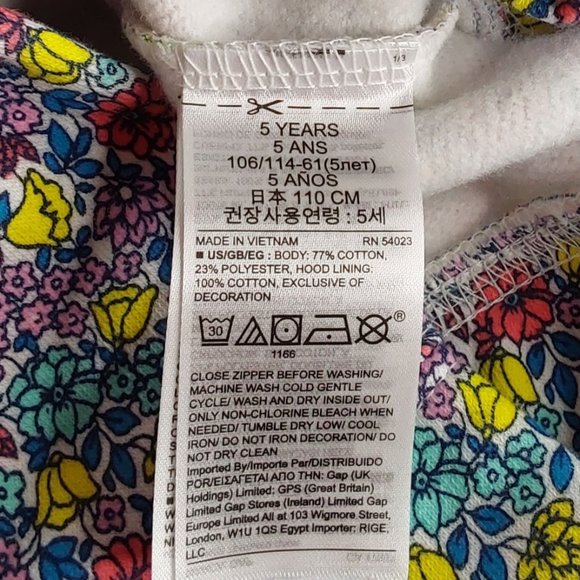 1/3
5 YEARS
5 ANS
106/114-61(5лет)
5 AÑOS
日本 110 CM
권장사용연령 : 5세
MADE IN VIETNAM RN 54023
■ US/GB/EG : BODY: 77% COTTON,
23% POLYESTER, HOOD LINING:
100% COTTON, EXCLUSIVE OF
DECORATION
30
®
1166
CLOSE ZIPPER BEFORE WASHING/
MACHINE WASH COLD GENTLE
CYCLE/ WASH AND DRY INSIDE OUT/
ONLY NON-CHLORINE BLEACH WHEN
NEEDED/ TUMBLE DRY LOW/ COOL
IRON/ DO NOT IRON DECORATION/ DO
NOT DRY CLEAN
Imported By/Importe Par/DISTRIBUIDO
POR/ΕΙΣΑΓΕΤΑΙ ΑΠΟ ΤΗΝ: Gap (UK
Holdings) Limited: GPS (Great Britain)
Limited Gap Stores (Ireland) Limited Gap
Europe Limited All at 103 Wigmore Street,
London, W1U 1QS Egypt Importer: RIGE,
LLC